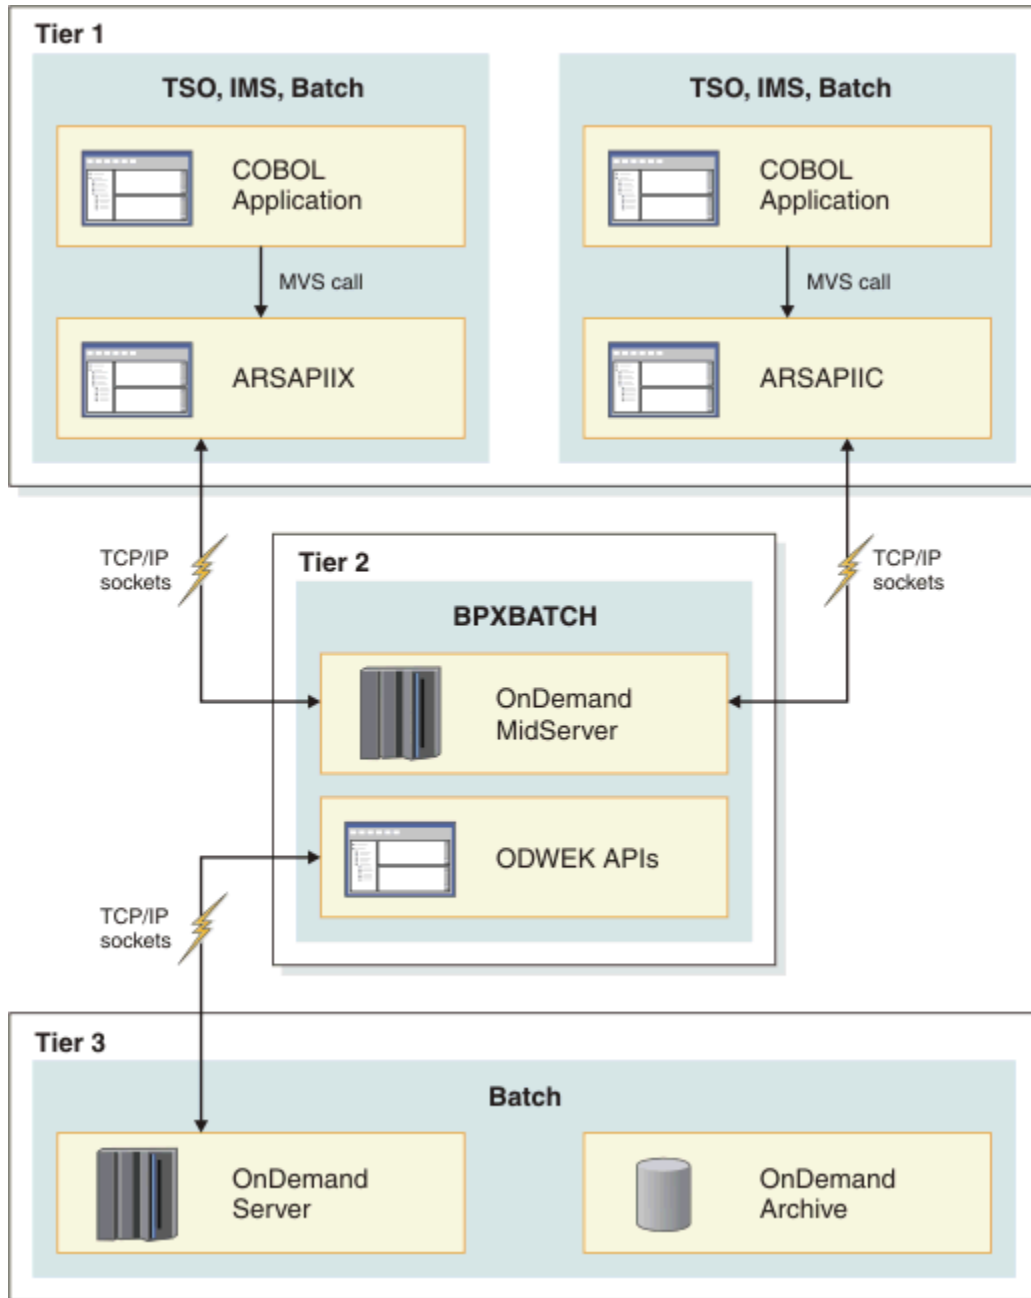 Tier 1
TSO, IMS, Batch
COBOL
Application
MVS call
ARSAPIIX
TSO, IMS, Batch
COBOL
Application
MVS call
ARSAPIIC
TCP/IP
sockets
TCP/IP
sockets
Tier 2
BPXBATCH
OnDemand
MidServer
ODWEK APIs
TCP/IP
sockets
Tier 3
Batch
OnDemand
Server
OnDemand
Archive